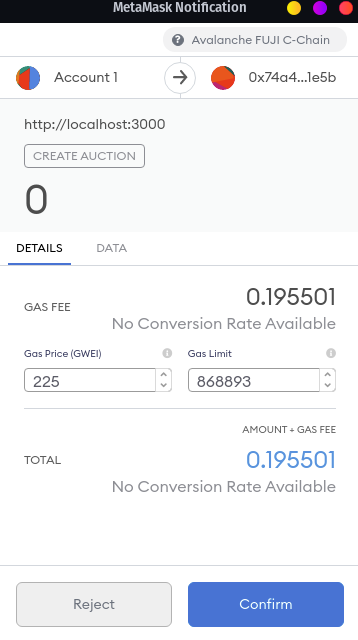 MetaMask Notification
? Avalanche FUJI C-Chain
Account 1 0x74a4...1e5b
http://localhost:3000
CREATE AUCTION
0
DETAILS DATA
GAS FEE 0.195501
No Conversion Rate Available
Gas Price (GWEI) i Gas Limit i
225 868893
AMOUNT + GAS FEE
TOTAL 0.195501
No Conversion Rate Available
Reject Confirm